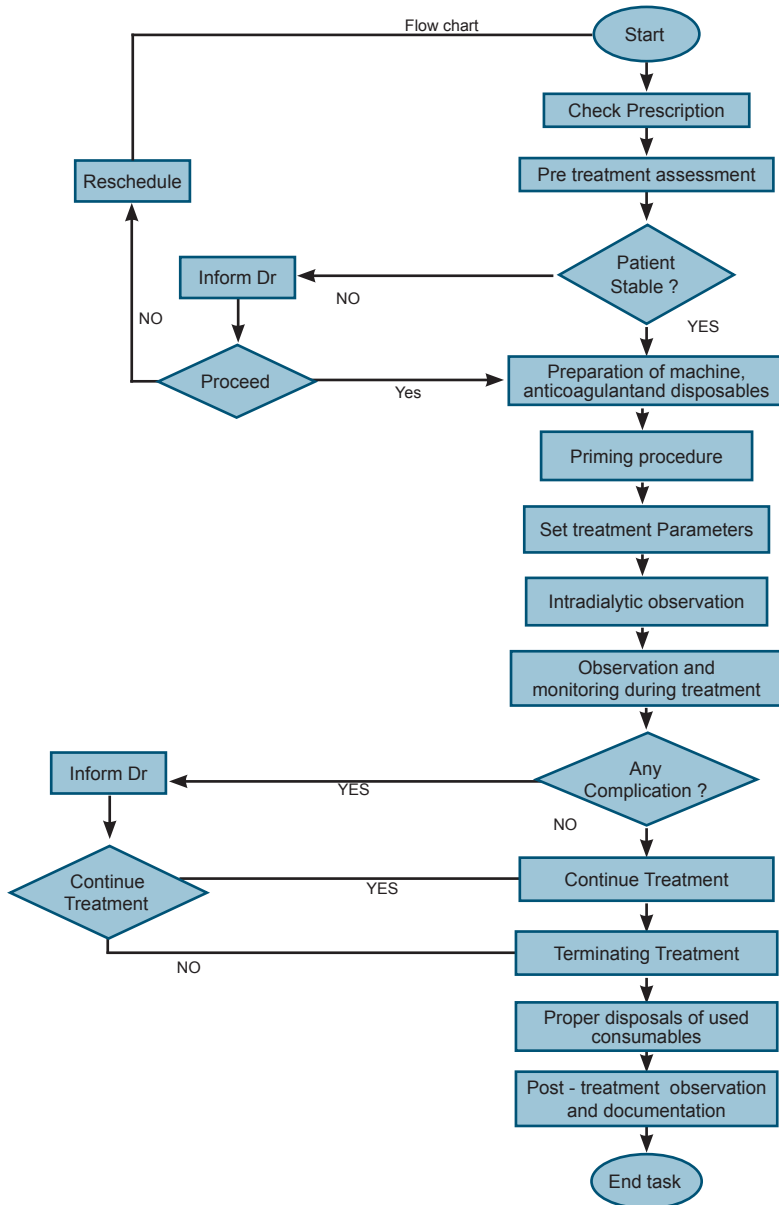 Flow chart
Start
Check Prescription
Reschedule
Pre treatment assessment
Inform Dr
Patient
Stable ?
NO
NO
YES
Proceed
Yes
Preparation of machine,
anticoagulantand disposables
Priming procedure
Set treatment Parameters
Intradialytic observation
Observation and
monitoring during treatment
Inform Dr
YES
Any
Complication ?
NO
Continue
Treatment
YES
Continue Treatment
NO
Terminating Treatment
Proper disposals of used
consumables
Post - treatment observation
and documentation
End task